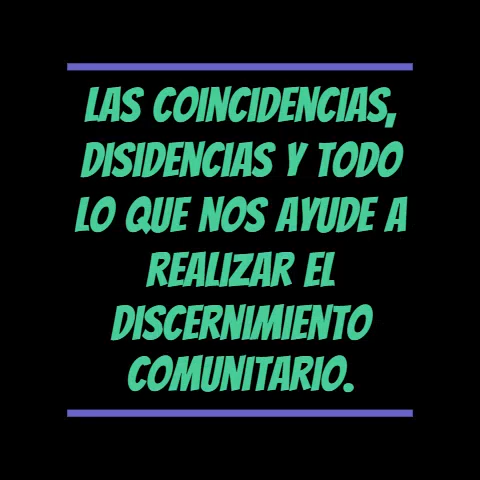 LAS COINCIDENCIAS,
DISIDENCIAS Y TODO
LO QUE NOS AYUDE A
REALIZAR EL
DISCERNIMIENTO
COMUNITARIO.